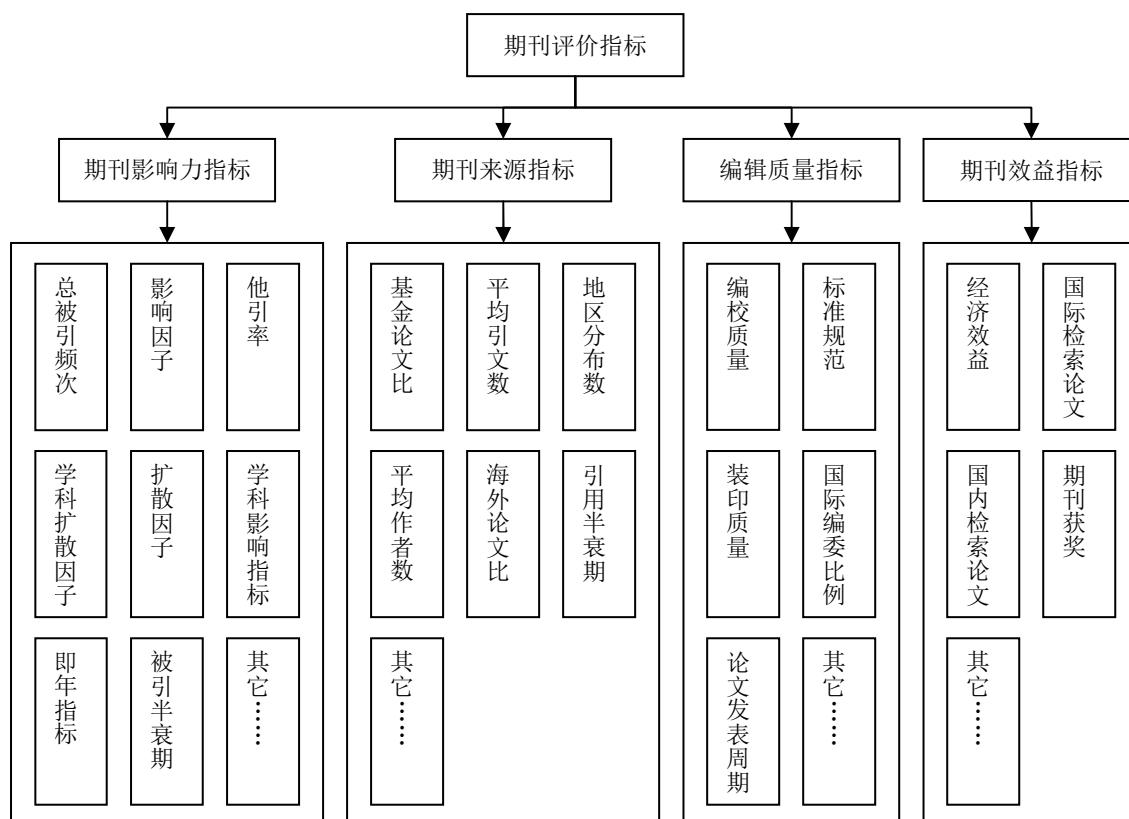 期刊评价指标
期刊影响力指标
期刊来源指标
编辑质量指标
期刊效益指标
总被引频次
影响因子
他引率
学科扩散因子
扩散因子
学科影响指标
即年指标
被引半衰期
其它……
基金论文比
平均引文数
地区分布数
平均作者数
海外论文比
引用半衰期
其它……
编校质量
标准规范
装印质量
国际编委比例
论文发表周期
其它……
经济效益
国际检索论文
国内检索论文
期刊获奖
其它……